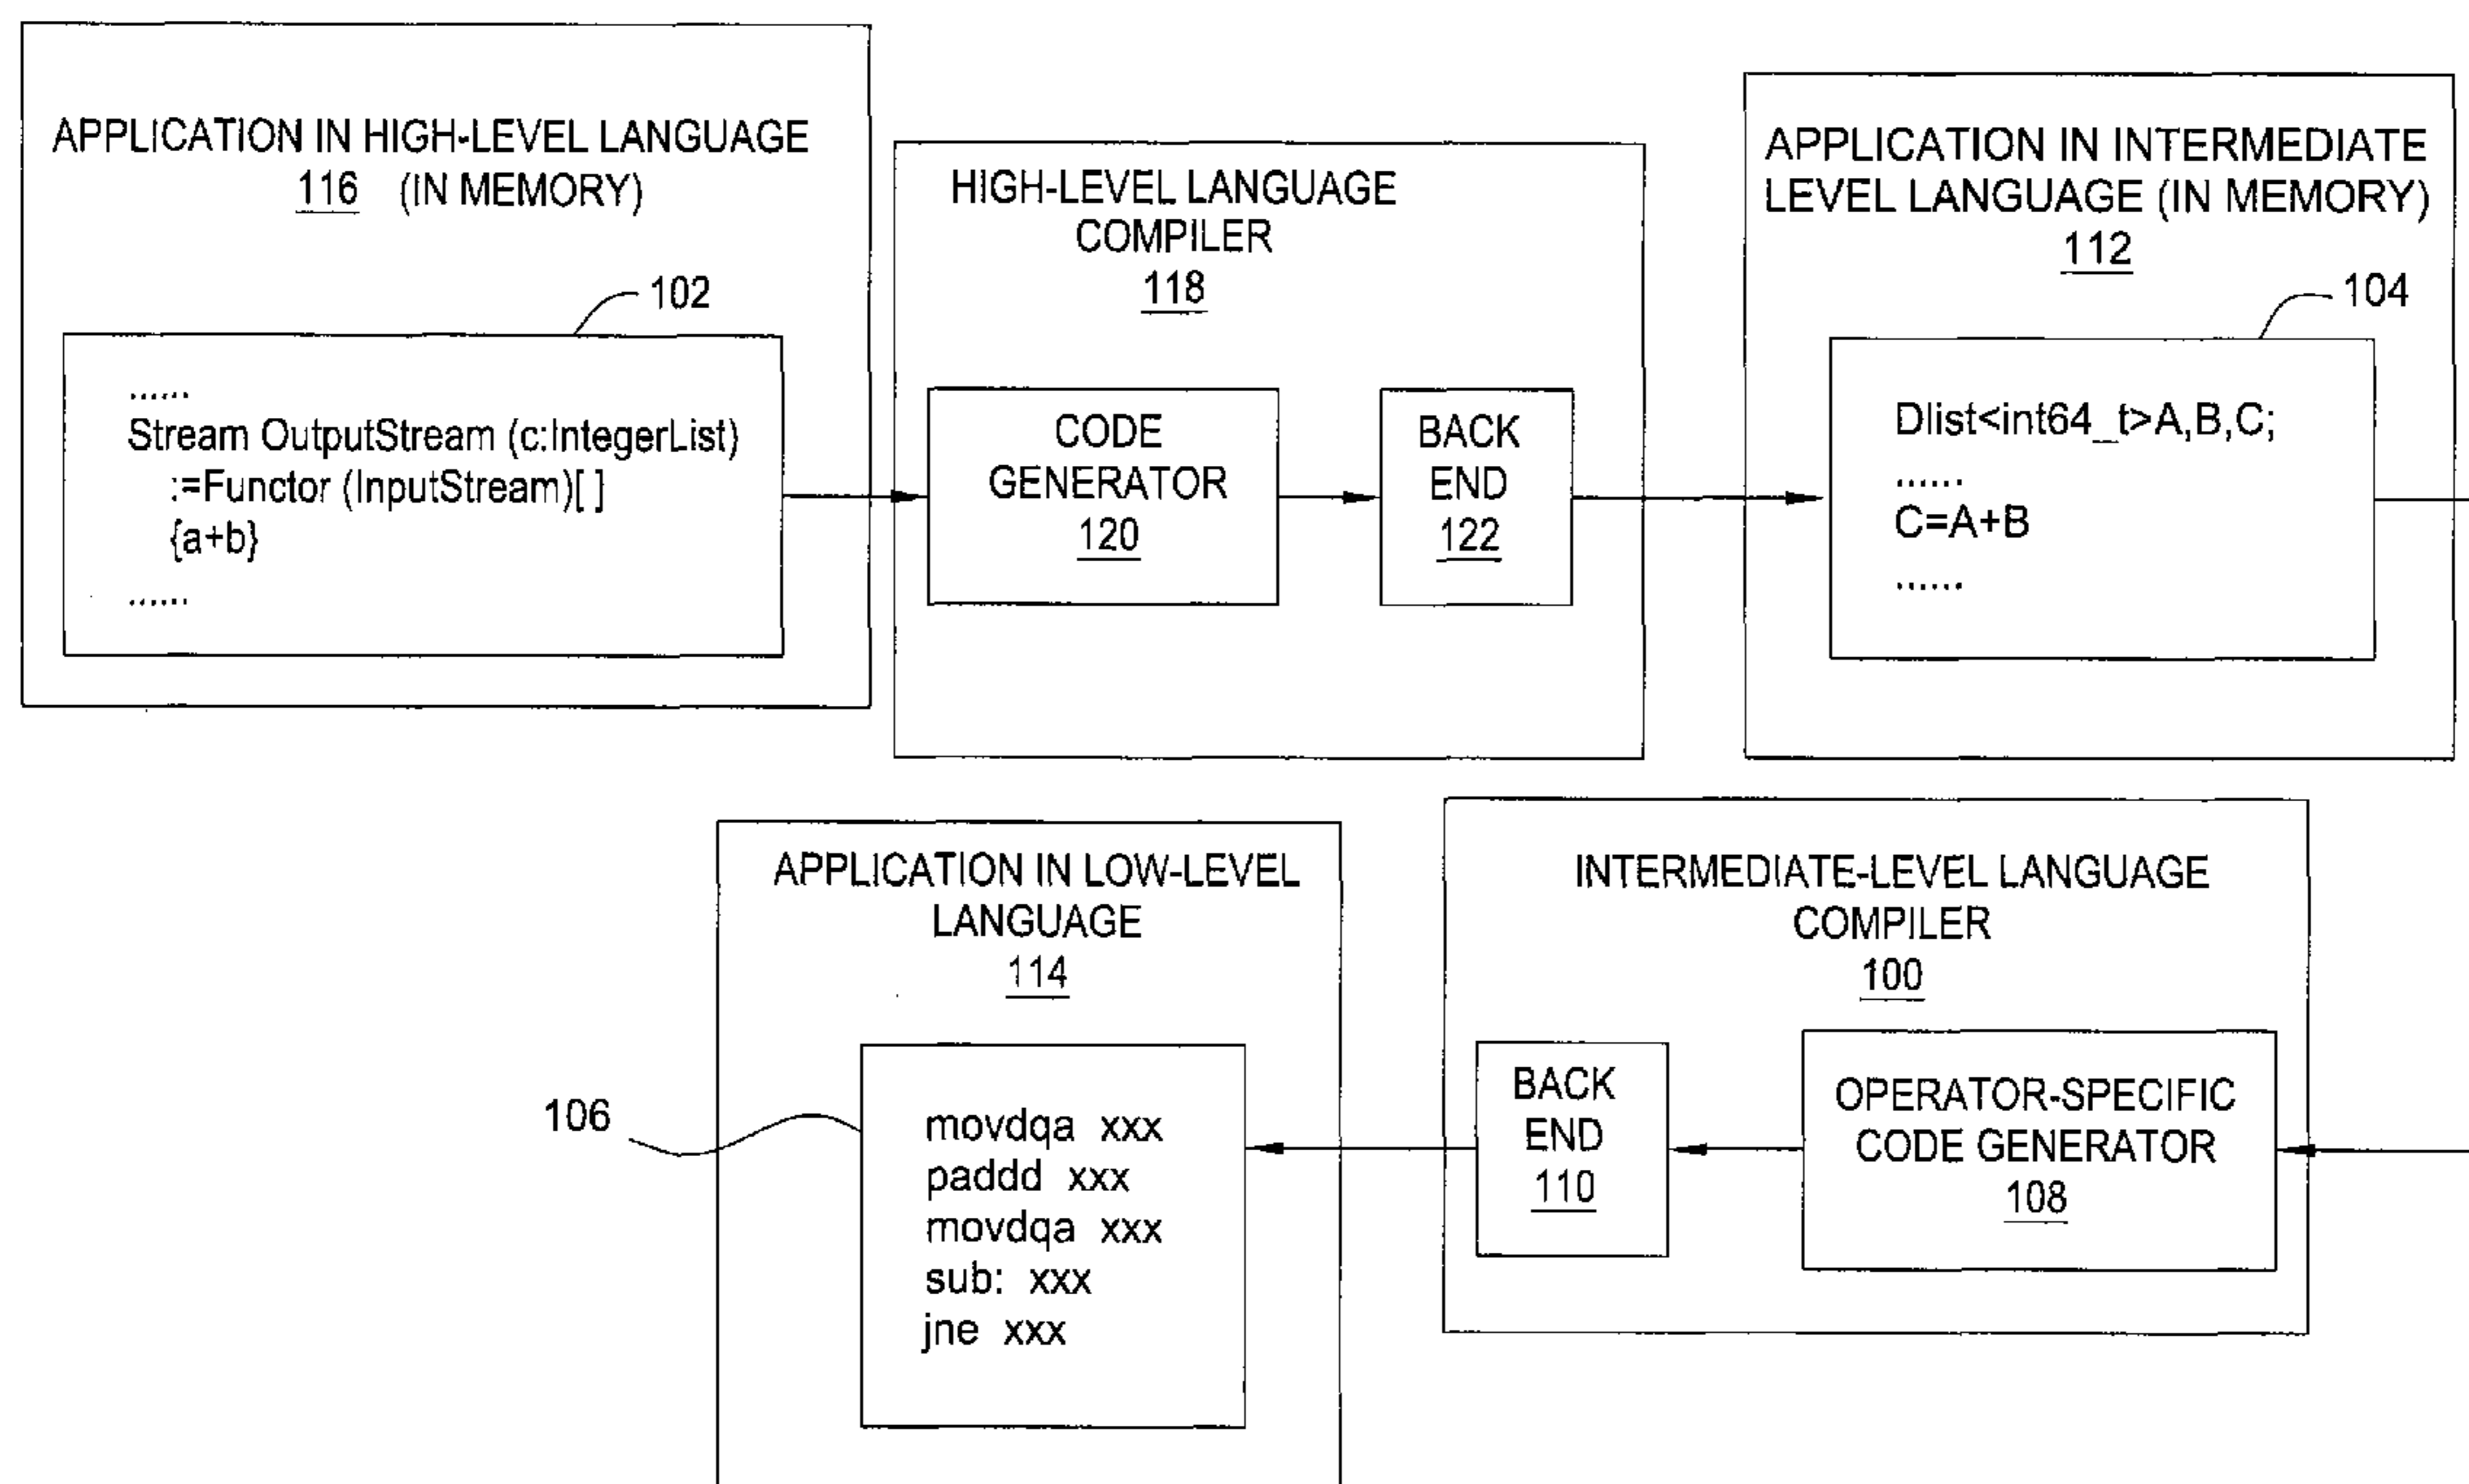 APPLICATION IN HIGH-LEVEL LANGUAGE
116 (IN MEMORY)
102
......
Stream OutputStream (c:IntegerList)
:=Functor (InputStream)[ ]
{a+b}
......
HIGH-LEVEL LANGUAGE
COMPILER
118
CODE
GENERATOR
120
BACK
END
122
APPLICATION IN INTERMEDIATE
LEVEL LANGUAGE (IN MEMORY)
112
104
Dlist<int64_t>A,B,C;
......
C=A+B
......
APPLICATION IN LOW-LEVEL
LANGUAGE
114
106
movdqa xxx
paddd xxx
movdqa xxx
sub: xxx
jne xxx
INTERMEDIATE-LEVEL LANGUAGE
COMPILER
100
BACK
END
110
OPERATOR-SPECIFIC
CODE GENERATOR
108